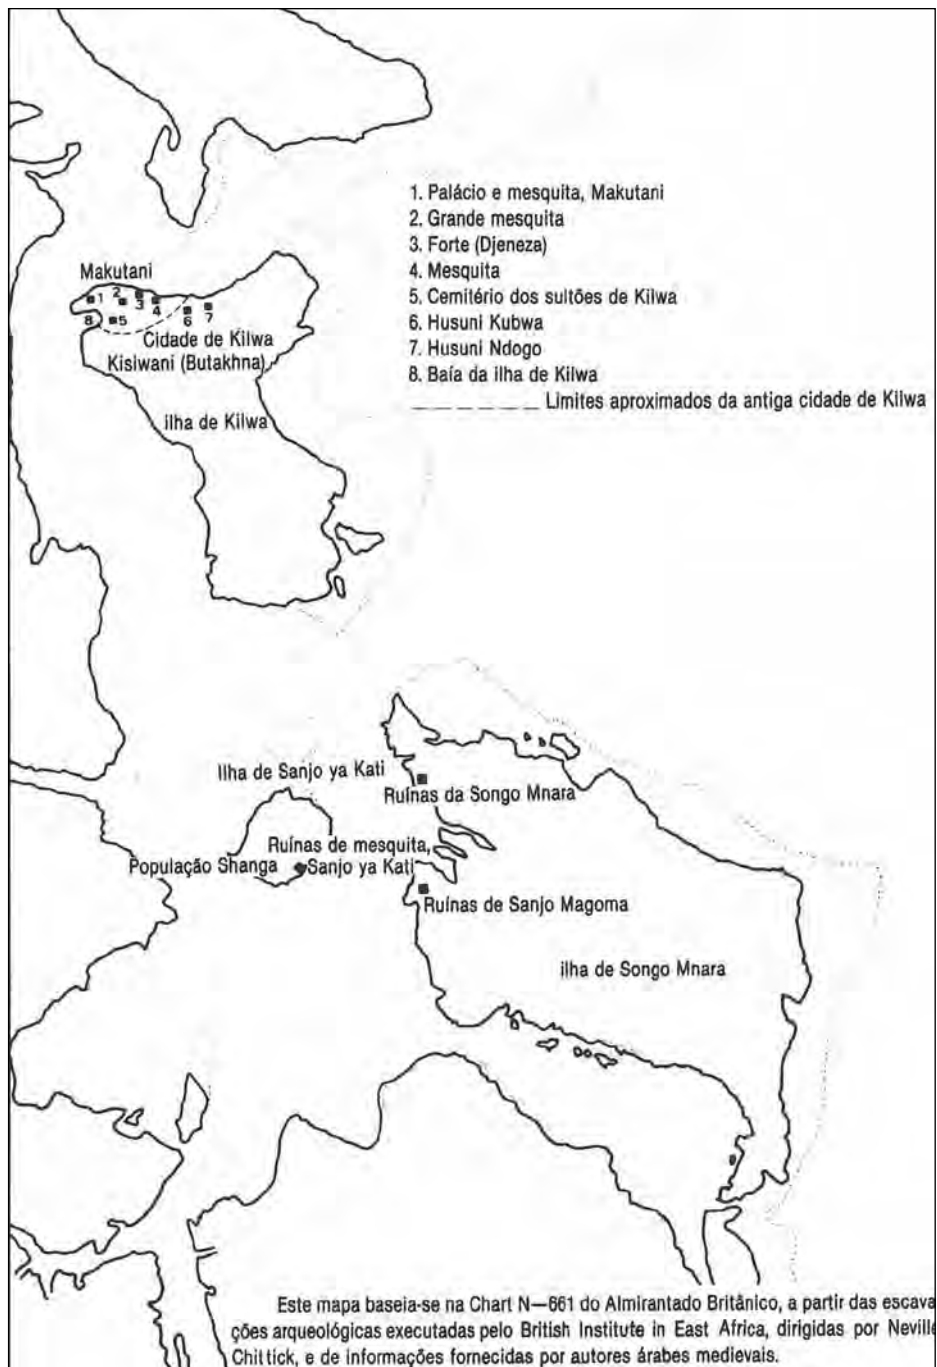 1. Palácio e mesquita, Makutani
2. Grande mesquita
3. Forte (Djeneza)
4. Mesquita
5. Cemitério dos sultões de Kilwa
6. Husuni Kubwa
7. Husuni Ndogo
8. Baía da ilha de Kilwa
Limites aproximados da antiga cidade de Kilwa
Makutani
1
2
3
4
5
6
7
8
Cidade de Kilwa
Kisiwani (Butakhna)
ilha de Kilwa
Ilha de Sanjo ya Kati
Ruínas da Songo Mnara
Ruínas de mesquita,
População Shanga
Sanjo ya Kati
Ruínas de Sanjo Magoma
ilha de Songo Mnara
Este mapa baseia-se na Chart N—661 do Almirantado Britânico, a partir das escava
ções arqueológicas executadas pelo British Institute in East Africa, dirigidas por Neville
Chittick, e de informações fornecidas por autores árabes medievais.